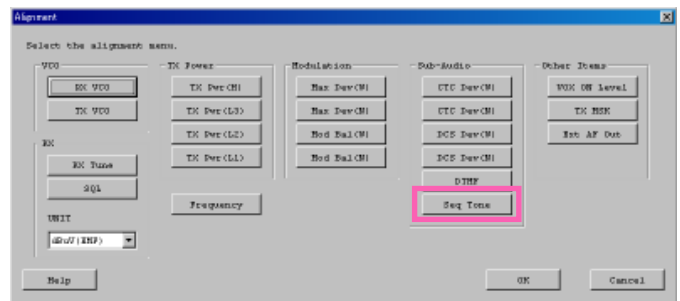 Alignment
Select the alignment menu.
VCO
RX VCO
TX VCO
RX
RX Tune
SQL
UNIT
dBuV(EMF)
TX Power
TX Pwr(H)
TX Pwr(L3)
TX Pwr(L2)
TX Pwr(L1)
Frequency
Modulation
Max Dev(W)
Max Dev(N)
Mod Bal(W)
Mod Bal(N)
Sub-Audio
CTC Dev(W)
CTC Dev(N)
DCS Dev(W)
DCS Dev(N)
DTMF
Seq Tone
Other Items
VOX ON Level
TX MSK
Ext AF Out
Help
OK
Cancel